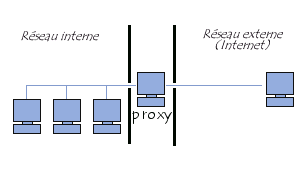 Réseau interne
Réseau externe
(Internet)
proxy